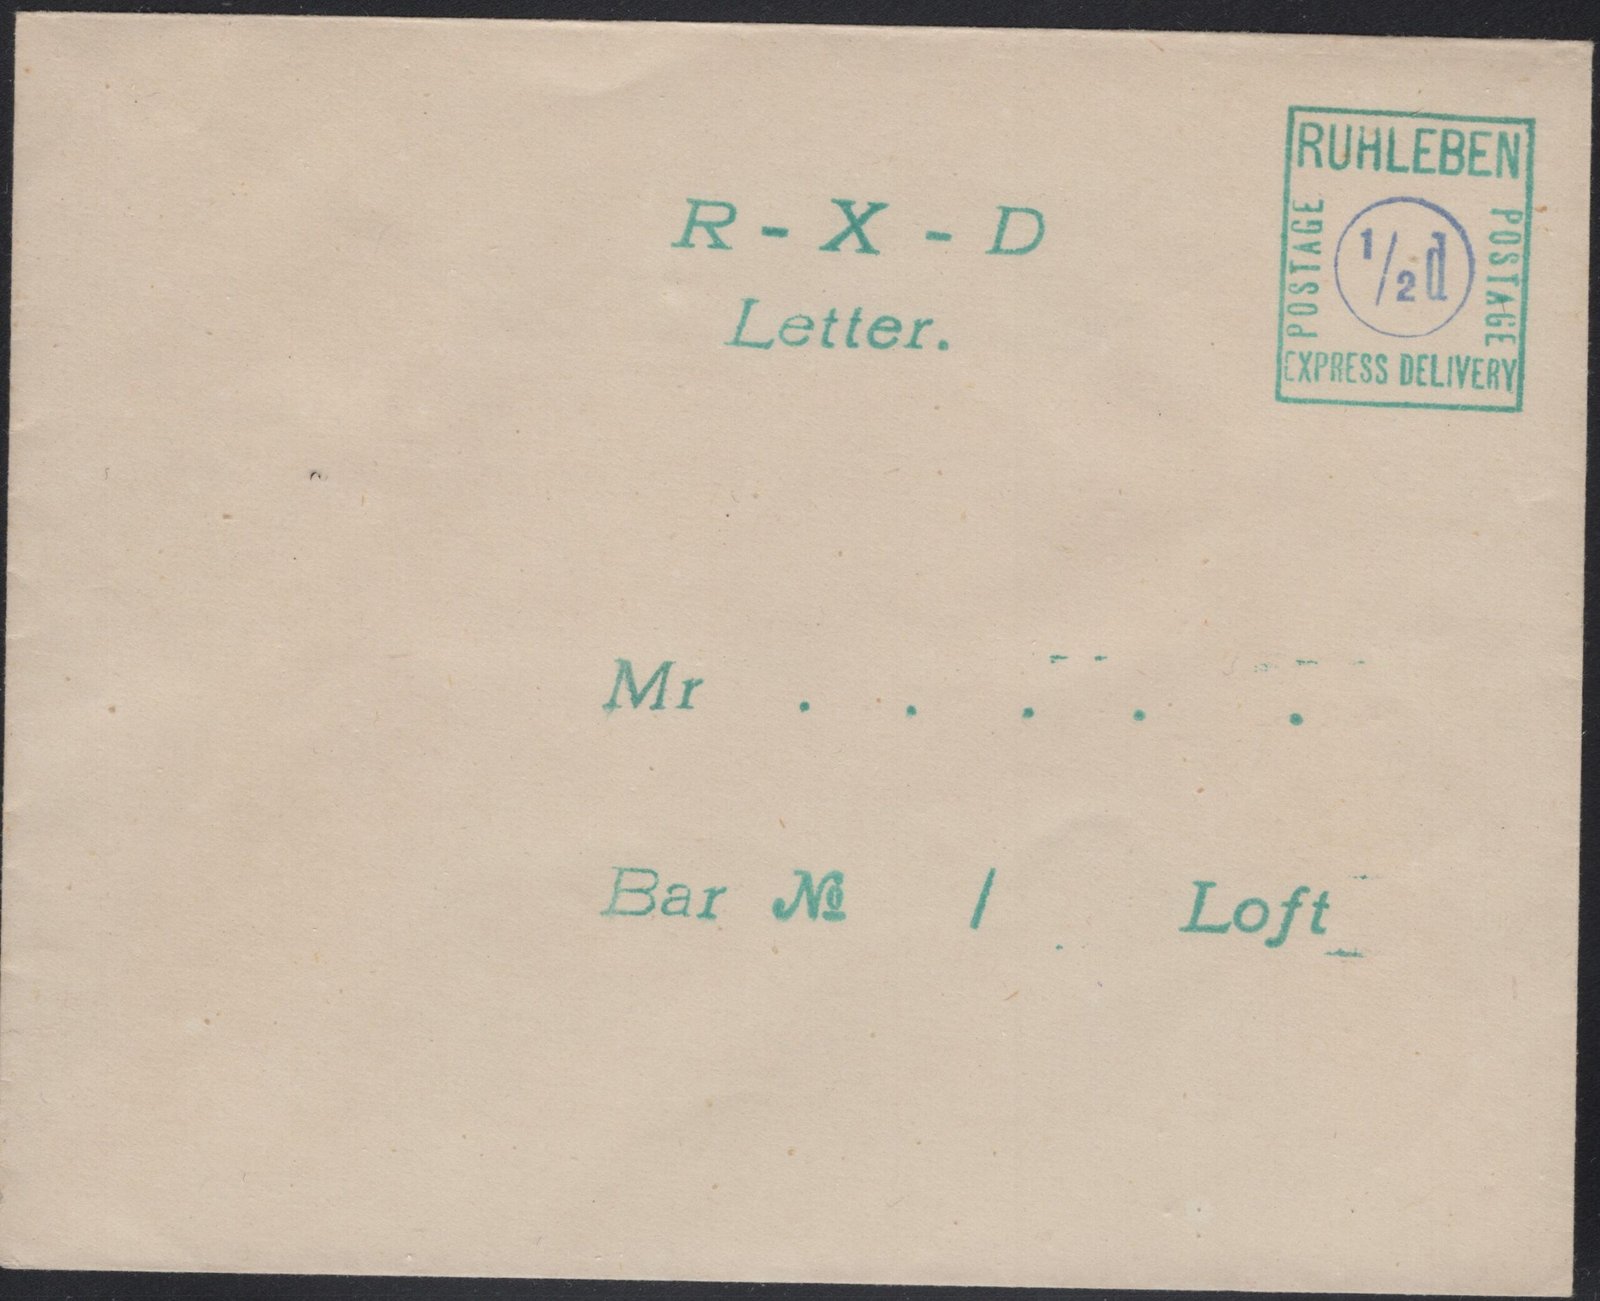 RUHLEBEN
POSTAGE
1/2d
POSTAGE
EXPRESS DELIVERY
R - X - D
Letter.
Mr . . . . .
Bar № / Loft